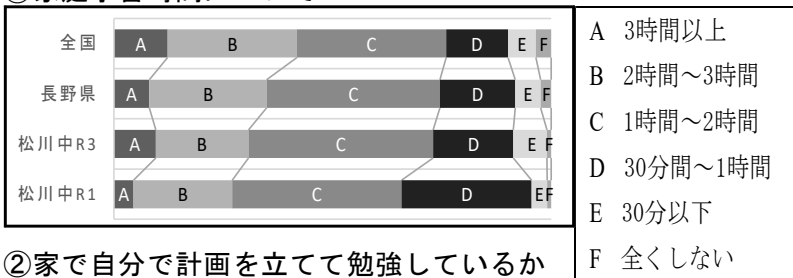 全国 A B C D E F
長野県 A B C D E F
松川中R3 A B C D E F
松川中R1 A B C D E F
A 3時間以上
B 2時間～3時間
C 1時間～2時間
D 30分間～1時間
E 30分以下
F 全くしない
②家で自分で計画を立てて勉強しているか